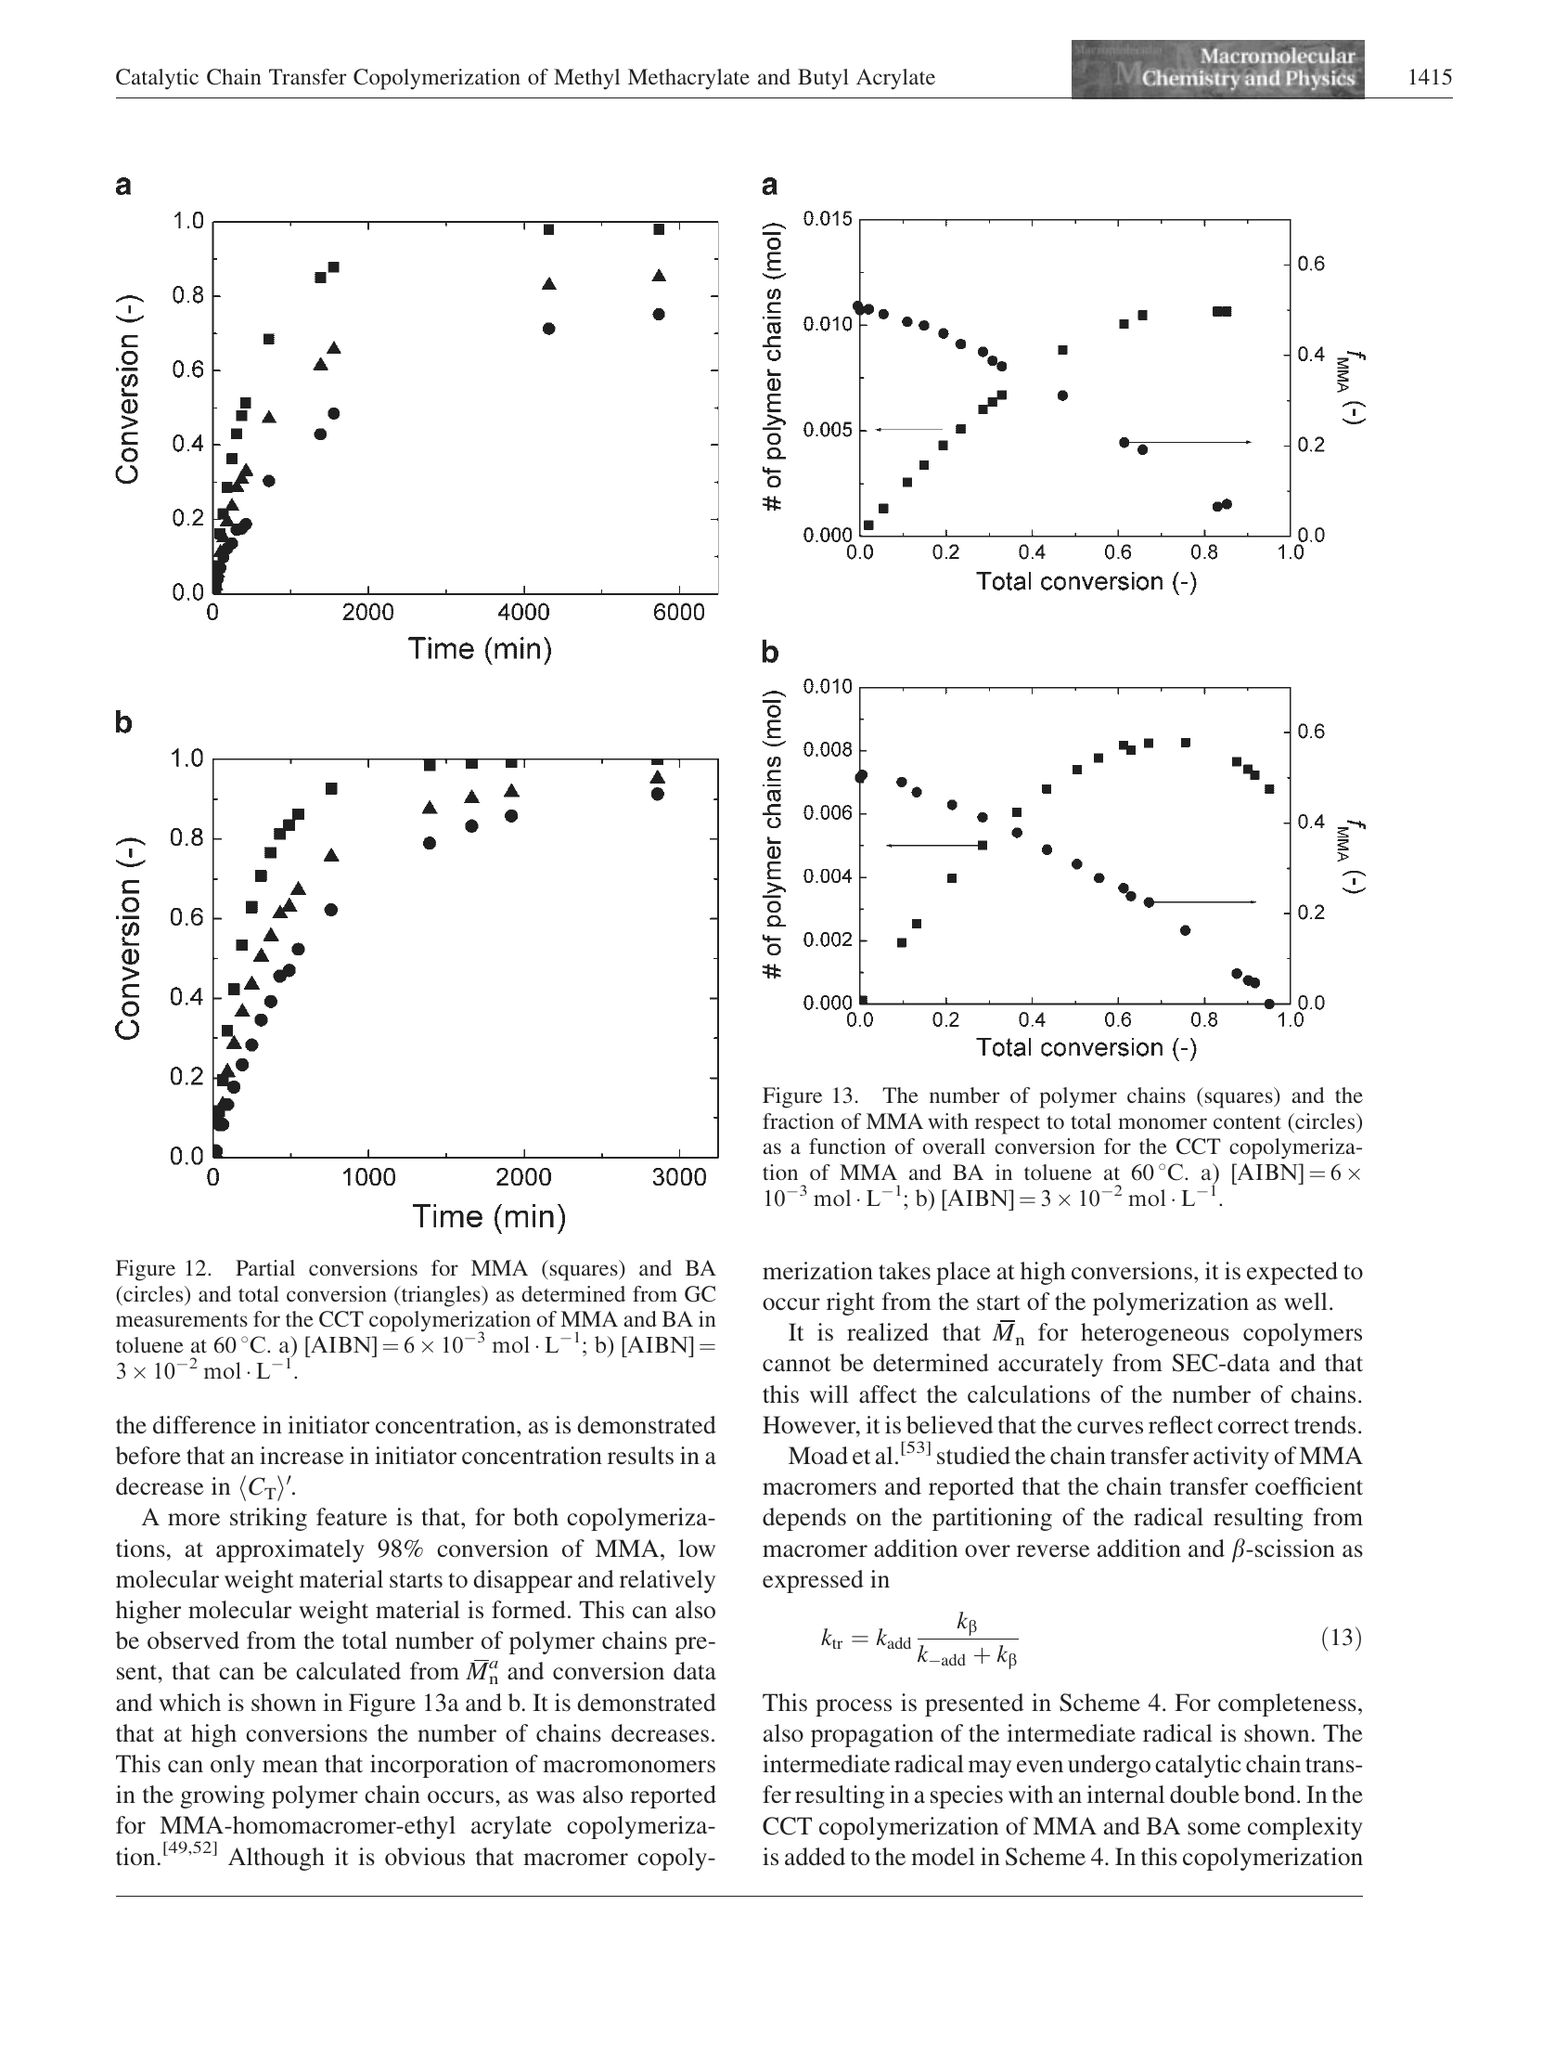 Catalytic Chain Transfer Copolymerization of Methyl Methacrylate and Butyl Acrylate
Macromolecular
Chemistry and Physics
1415
a
1.0
0.8
0.6
0.4
0.2
0.0
Conversion (-)
0 2000 4000 6000
Time (min)
b
1.0
0.8
0.6
0.4
0.2
0.0
Conversion (-)
0 1000 2000 3000
Time (min)
Figure 12. Partial conversions for MMA (squares) and BA
(circles) and total conversion (triangles) as determined from GC
measurements for the CCT copolymerization of MMA and BA in
toluene at 60 °C. a) [AIBN] = 6 × 10⁻³ mol · L⁻¹; b) [AIBN] =
3 × 10⁻² mol · L⁻¹.
the difference in initiator concentration, as is demonstrated
before that an increase in initiator concentration results in a
decrease in ⟨C_T⟩′.
A more striking feature is that, for both copolymeriza-
tions, at approximately 98% conversion of MMA, low
molecular weight material starts to disappear and relatively
higher molecular weight material is formed. This can also
be observed from the total number of polymer chains pre-
sent, that can be calculated from M̅ₙᵃ and conversion data
and which is shown in Figure 13a and b. It is demonstrated
that at high conversions the number of chains decreases.
This can only mean that incorporation of macromonomers
in the growing polymer chain occurs, as was also reported
for MMA-homomacromer-ethyl acrylate copolymeriza-
tion.[49,52] Although it is obvious that macromer copoly-
a
0.015
0.010
0.005
0.000
# of polymer chains (mol)
0.6
0.4
0.2
0.0
f_MMA (-)
0.0 0.2 0.4 0.6 0.8 1.0
Total conversion (-)
b
0.010
0.008
0.006
0.004
0.002
0.000
# of polymer chains (mol)
0.6
0.4
0.2
0.0
f_MMA (-)
0.0 0.2 0.4 0.6 0.8 1.0
Total conversion (-)
Figure 13. The number of polymer chains (squares) and the
fraction of MMA with respect to total monomer content (circles)
as a function of overall conversion for the CCT copolymeriza-
tion of MMA and BA in toluene at 60 °C. a) [AIBN] = 6 ×
10⁻³ mol · L⁻¹; b) [AIBN] = 3 × 10⁻² mol · L⁻¹.
merization takes place at high conversions, it is expected to
occur right from the start of the polymerization as well.
It is realized that M̅ₙ for heterogeneous copolymers
cannot be determined accurately from SEC-data and that
this will affect the calculations of the number of chains.
However, it is believed that the curves reflect correct trends.
Moad et al.[53] studied the chain transfer activity of MMA
macromers and reported that the chain transfer coefficient
depends on the partitioning of the radical resulting from
macromer addition over reverse addition and β-scission as
expressed in
k_tr = k_add k_β / (k_−add + k_β) (13)
This process is presented in Scheme 4. For completeness,
also propagation of the intermediate radical is shown. The
intermediate radical may even undergo catalytic chain trans-
fer resulting in a species with an internal double bond. In the
CCT copolymerization of MMA and BA some complexity
is added to the model in Scheme 4. In this copolymerization